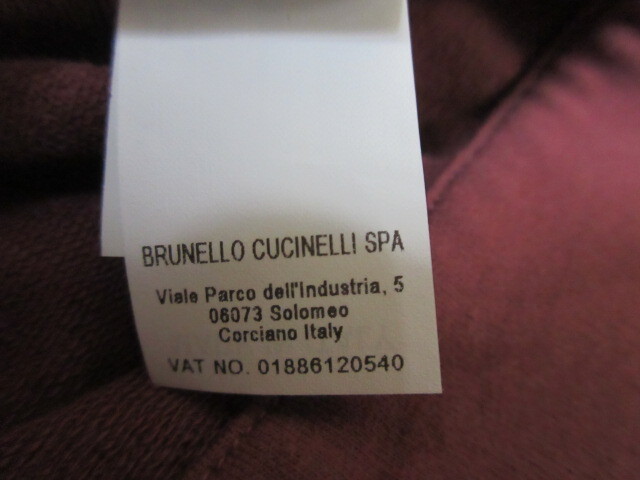 BRUNELLO CUCINELLI SPA
Viale Parco dell'Industria, 5
06073 Solomeo
Corciano Italy
VAT NO. 01886120540